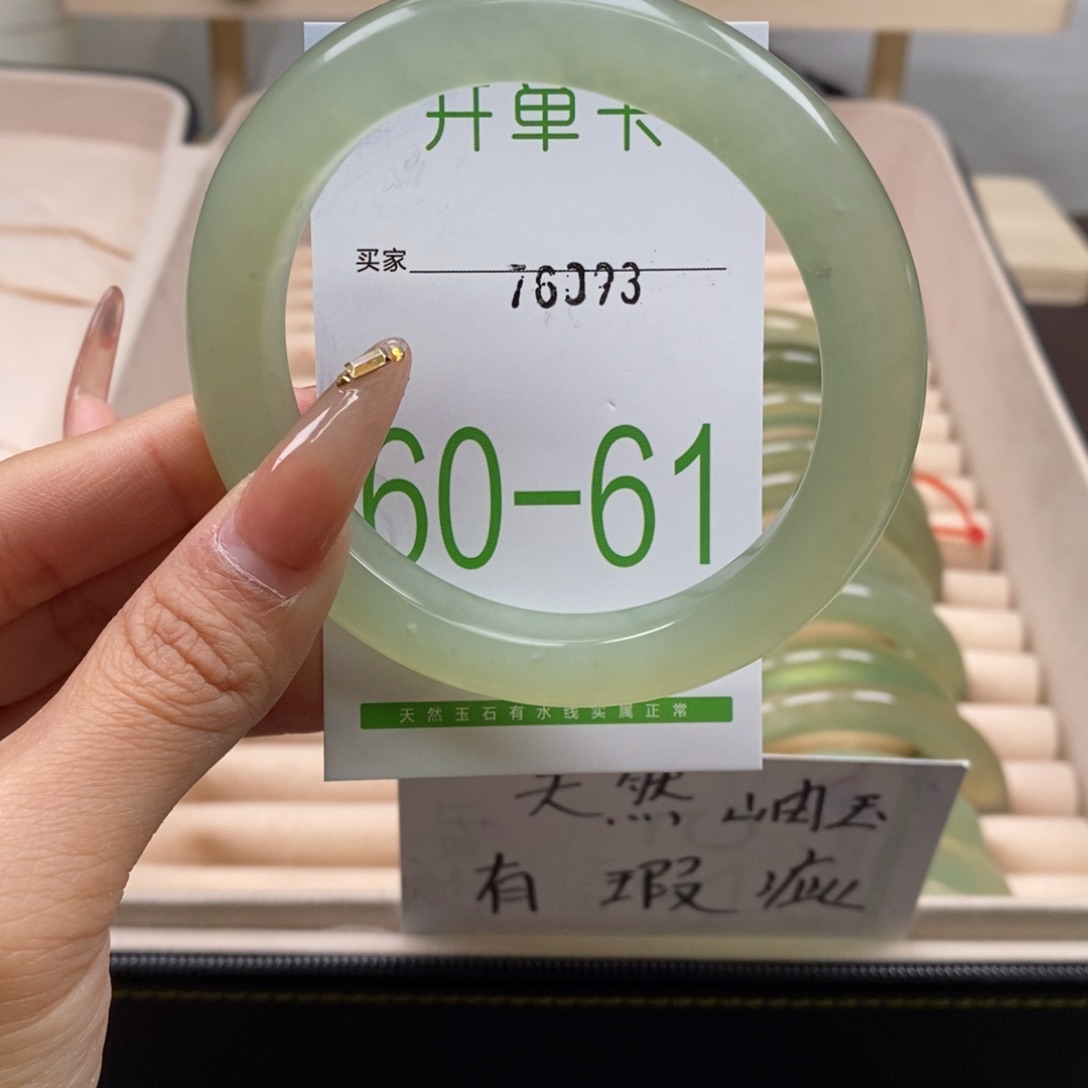 开单卡
买家
76093
60-61
天然玉石有水线实属正常
天然岫玉
有瑕疵